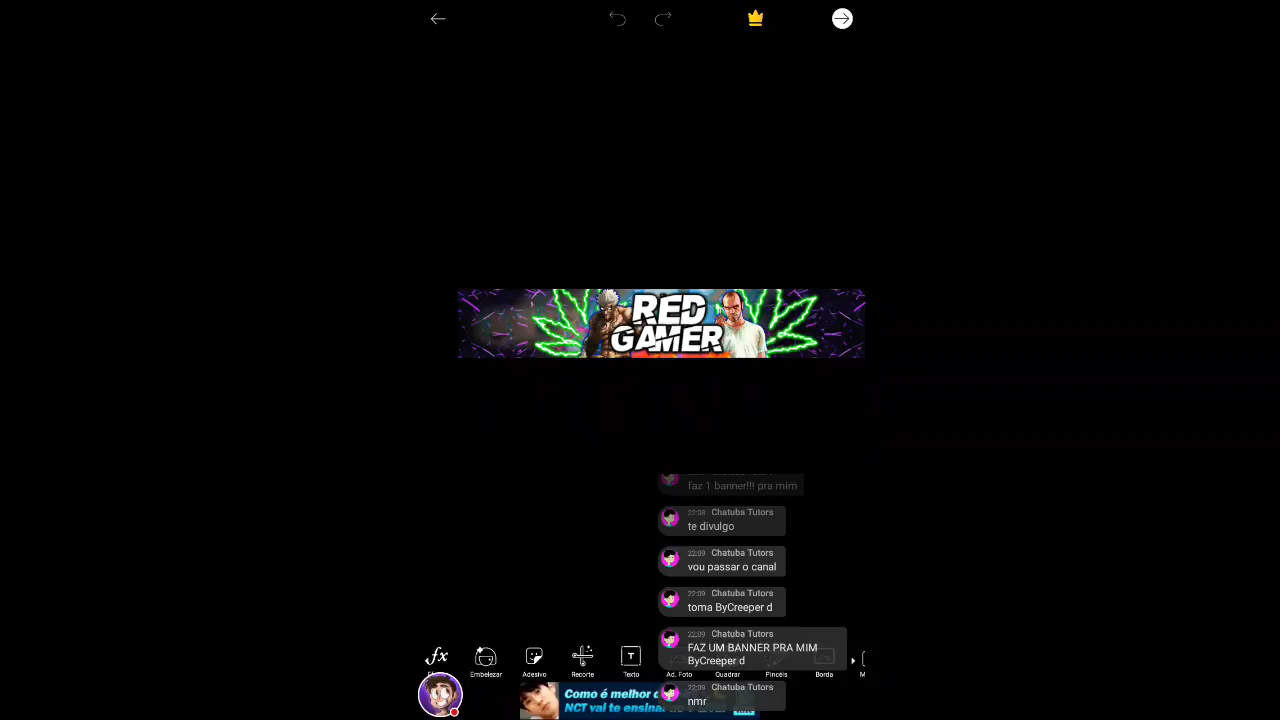 RED
GAMER
faz 1 banner!!! pra mim
22:08 Chatuba Tutors
te divulgo
22:09 Chatuba Tutors
vou passar o canal
22:09 Chatuba Tutors
toma ByCreeper d
22:09 Chatuba Tutors
FAZ UM BANNER PRA MIM
ByCreeper d
22:09 Chatuba Tutors
nmr
fx
Embelezar
Adesivo
Recorte
T
Texto
Ad. Foto
Quadrar
Pincéis
Borda
M
Como é melhor d
NCT vai te ensina